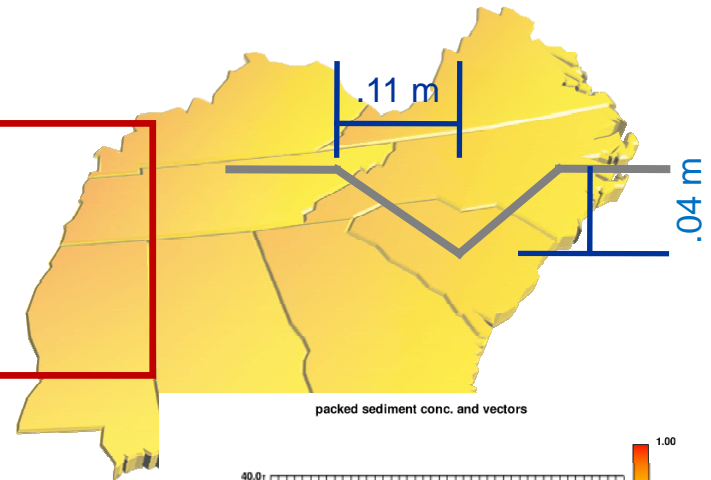 .11 m
.04 m
packed sediment conc. and vectors
1.00
40.0